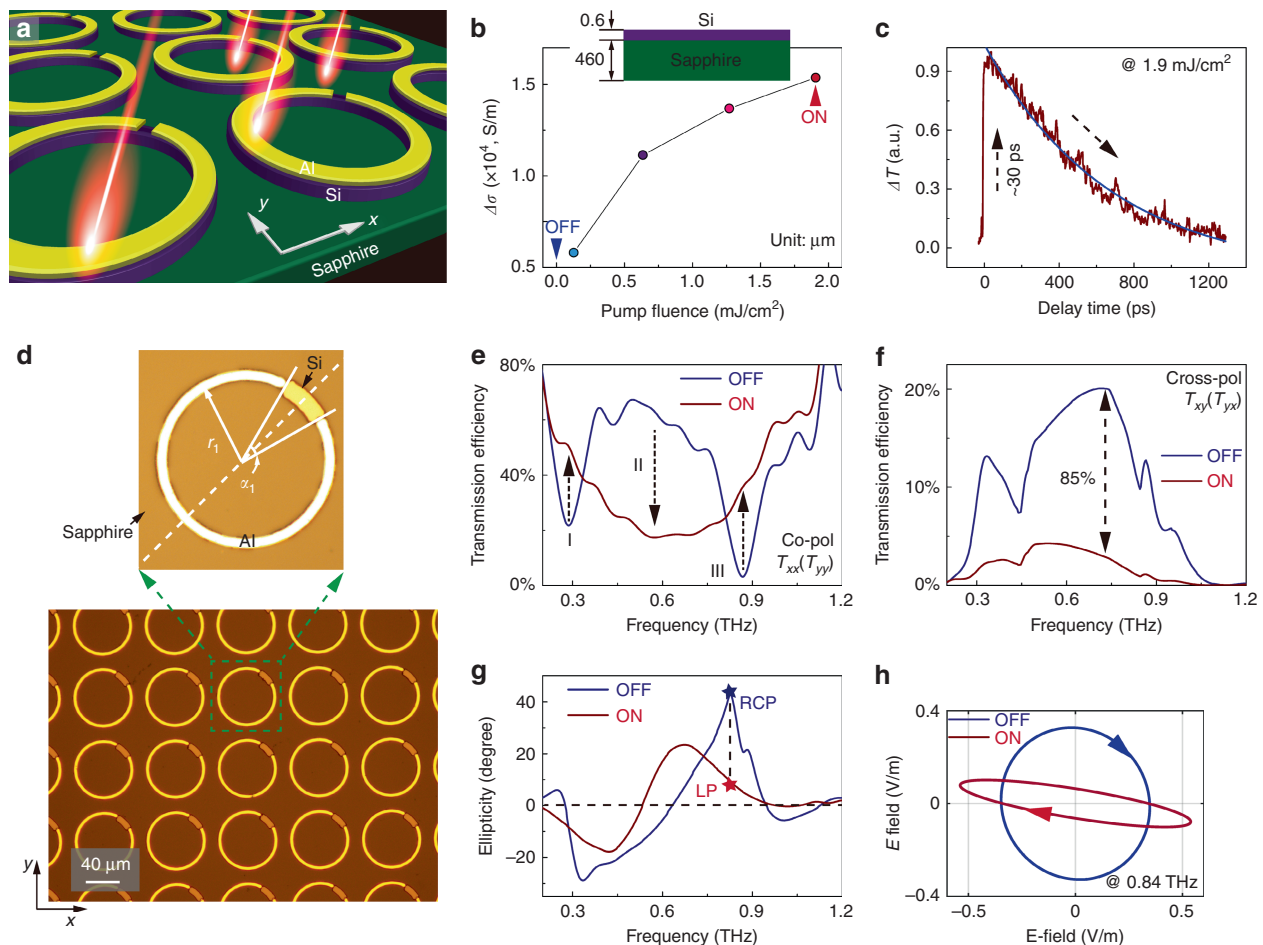 a
Al
Si
y
x
Sapphire
b
0.6
Si
460
Sapphire
1.5
1.0
0.5
Δσ (×10⁴, S/m)
OFF
ON
Unit: μm
0.0
0.5
1.0
1.5
2.0
Pump fluence (mJ/cm²)
c
@ 1.9 mJ/cm²
0.9
0.6
0.3
0.0
ΔT (a.u.)
~30 ps
0
400
800
1200
Delay time (ps)
d
Si
r₁
α₁
Sapphire
Al
40 μm
y
x
e
80%
40%
0%
Transmission efficiency
OFF
ON
I
II
III
Co-pol
Txx(Tyy)
0.3
0.6
0.9
1.2
Frequency (THz)
f
20%
10%
0%
Transmission efficiency
Cross-pol
Txy(Tyx)
OFF
ON
85%
0.3
0.6
0.9
1.2
Frequency (THz)
g
40
20
0
−20
Ellipticity (degree)
OFF
ON
RCP
LP
0.3
0.6
0.9
1.2
Frequency (THz)
h
0.4
0
−0.4
E field (V/m)
OFF
ON
@ 0.84 THz
−0.5
0
0.5
E-field (V/m)